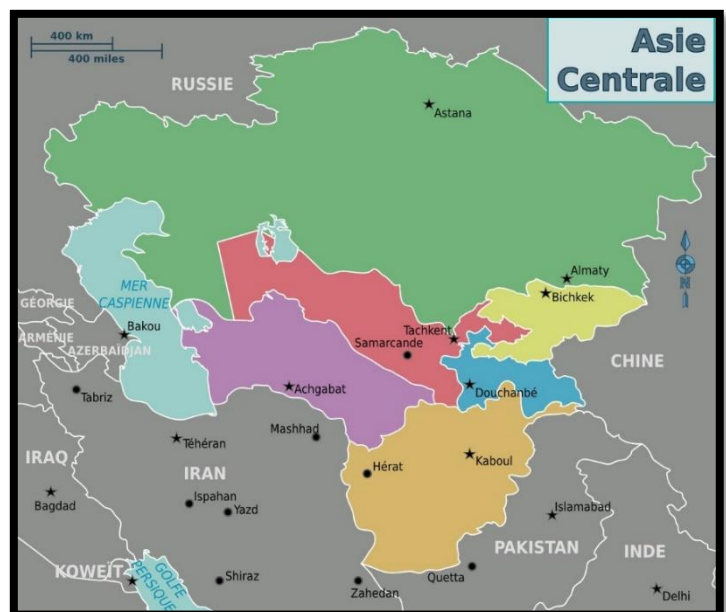 400 km
400 miles
Asie
Centrale
RUSSIE
Astana
Almaty
Bichkek
MER
CASPIENNE
GÉORGIE
Bakou
ARMÉNIE
AZERBAÏDJAN
Tachkent
Samarcande
CHINE
Achgabat
Douchanbé
Tabriz
Téhéran
Mashhad
IRAQ
IRAN
Hérat
Kaboul
Bagdad
Ispahan
Yazd
Islamabad
PAKISTAN
INDE
KOWEÏT
GOLFE
PERSIQUE
Shiraz
Zahedan
Quetta
Delhi
N